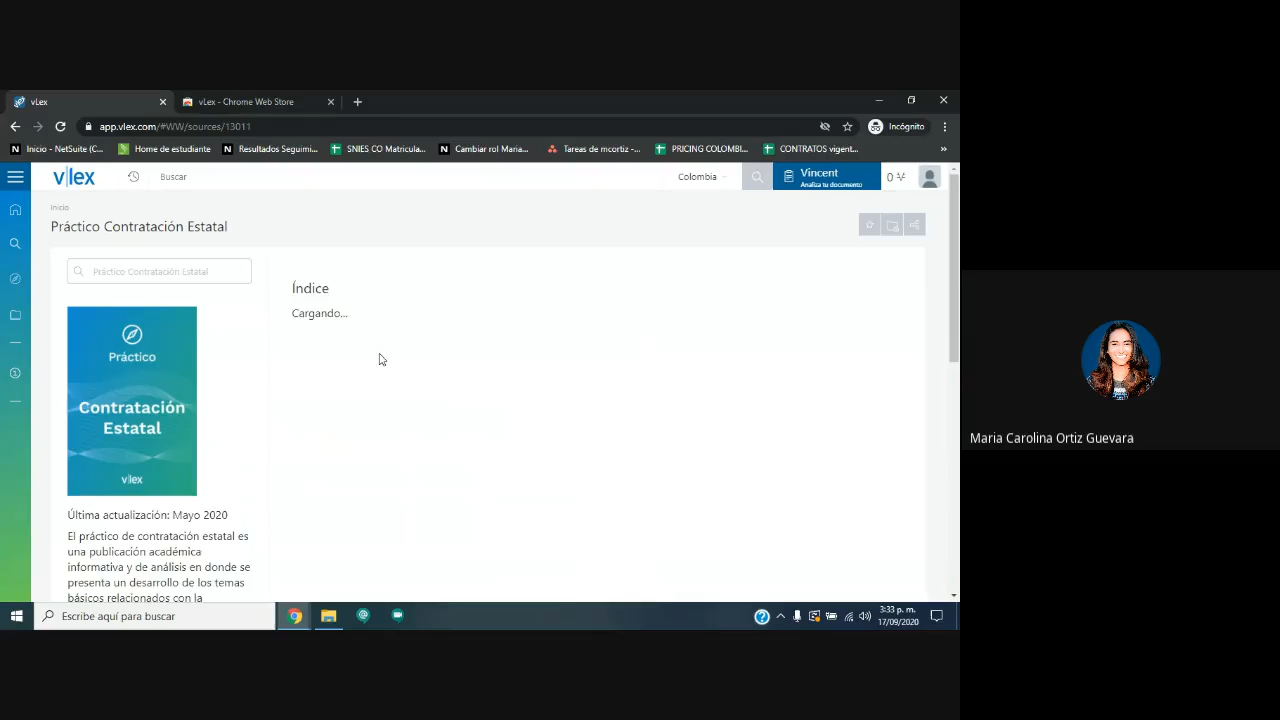 vLex
vLex - Chrome Web Store
app.vlex.com/#WW/sources/13011
Incógnito
Inicio - NetSuite (C...
Home de estudiante
Resultados Seguimi...
SNIES CO Matricula...
Cambiar rol Maria...
Tareas de mcortiz -...
PRICING COLOMBI...
CONTRATOS vigent...
»
v|lex
Buscar
Colombia
Vincent
Analiza tu documento
0
Inicio
Práctico Contratación Estatal
Práctico Contratación Estatal
Índice
Cargando...
Práctico
Contratación
Estatal
v|lex
Última actualización: Mayo 2020
El práctico de contratación estatal es
una publicación académica
informativa y de análisis en donde se
presenta un desarrollo de los temas
básicos relacionados con la
Maria Carolina Ortiz Guevara
Escribe aquí para buscar
3:33 p. m.
17/09/2020